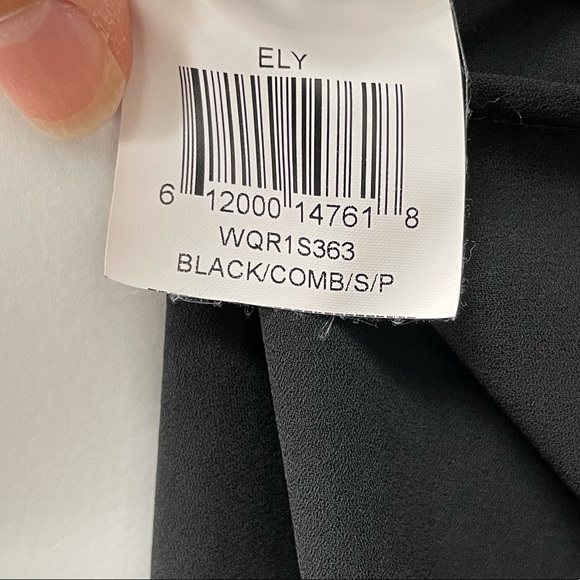 ELY
6 12000 14761 8
WQR1S363
BLACK/COMB/S/P